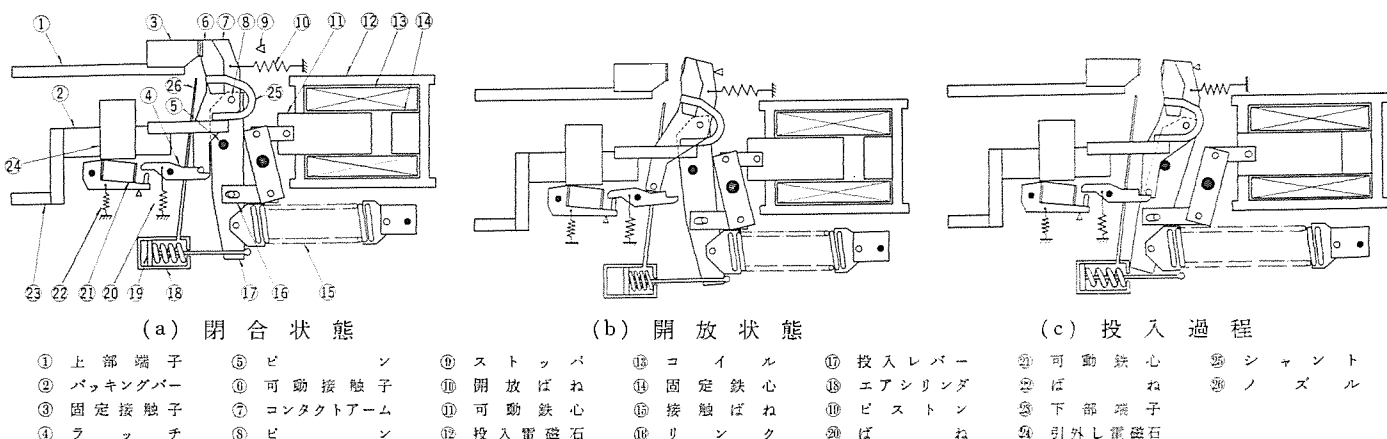 ① ③ ⑥ ⑦ ⑧ ⑨ ⑩ ⑪ ⑫ ⑬ ⑭
② ⑤ ④ 26 25
24
23 22 21 20 19 18 17 16 15
(a) 閉合状態
(b) 開放状態
(c) 投入過程
① 上部端子
② バッキングバー
③ 固定接触子
④ ラッチ
⑤ ピン
⑥ 可動接触子
⑦ コンタクトアーム
⑧ ピン
⑨ ストッパ
⑩ 開放ばね
⑪ 可動鉄心
⑫ 投入電磁石
⑬ コイル
⑭ 固定鉄心
⑮ 接触ばね
⑯ リンク
⑰ 投入レバー
⑱ エアシリンダ
⑩ ピストン
⑳ ばね
㉑ 可動鉄心
㉒ ばね
㉓ 下部端子
㉔ 引外し電磁石
㉕ シャント
㉖ ノズル